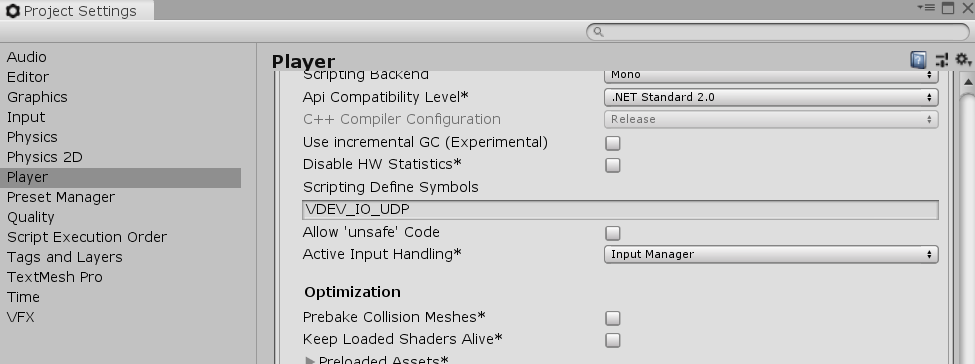 Project Settings
Audio
Editor
Graphics
Input
Physics
Physics 2D
Player
Preset Manager
Quality
Script Execution Order
Tags and Layers
TextMesh Pro
Time
VFX
Player
Scripting Backend Mono
Api Compatibility Level* .NET Standard 2.0
C++ Compiler Configuration Release
Use incremental GC (Experimental)
Disable HW Statistics*
Scripting Define Symbols
VDEV_IO_UDP
Allow 'unsafe' Code
Active Input Handling* Input Manager
Optimization
Prebake Collision Meshes*
Keep Loaded Shaders Alive*
Preloaded Assets*